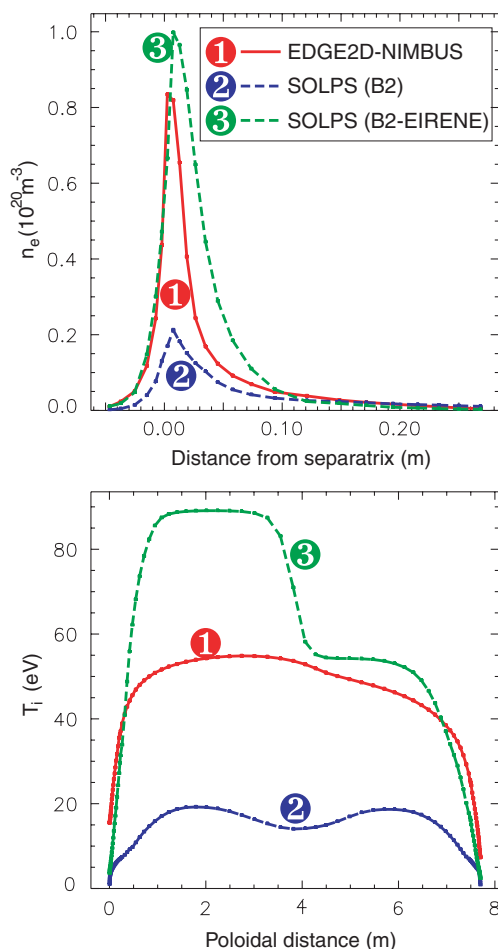 1 EDGE2D-NIMBUS
2 SOLPS (B2)
3 SOLPS (B2-EIRENE)
3
1
2
n_e(10^20m^-3)
1.0
0.8
0.6
0.4
0.2
0.0
0.00 0.10 0.20
Distance from separatrix (m)
3
1
2
T_i (eV)
80
60
40
20
0
0 2 4 6 8
Poloidal distance (m)